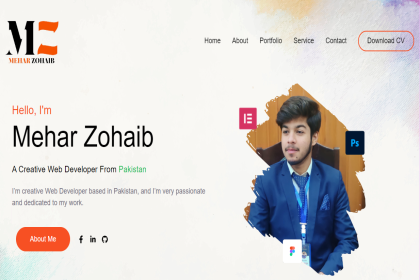 ME
MEHAR ZOHAIB
Home About Portfolio Service Contact Download CV
Hello, I'm
Mehar Zohaib
A Creative Web Developer From Pakistan
I'm creative Web Developer based in Pakistan, and I'm very passionate
and dedicated to my work.
About Me
Ps